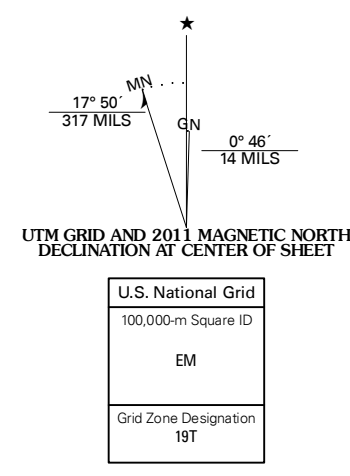 MN
17° 50´
317 MILS
GN
0° 46´
14 MILS
UTM GRID AND 2011 MAGNETIC NORTH
DECLINATION AT CENTER OF SHEET
U.S. National Grid
100,000-m Square ID
EM
Grid Zone Designation
19T